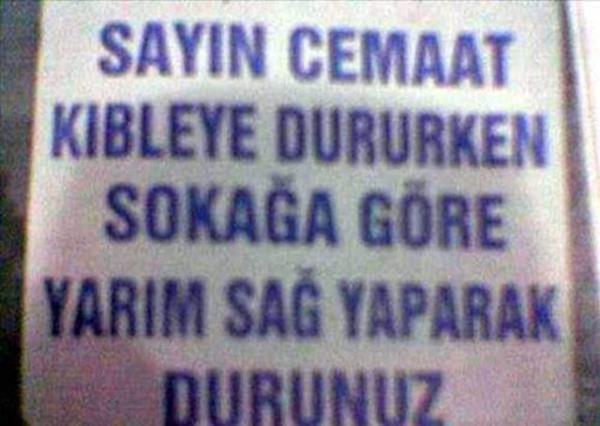 SAYIN CEMAAT
KIBLEYE DURURKEN
SOKAĞA GÖRE
YARIM SAĞ YAPARAK
DURUNUZ